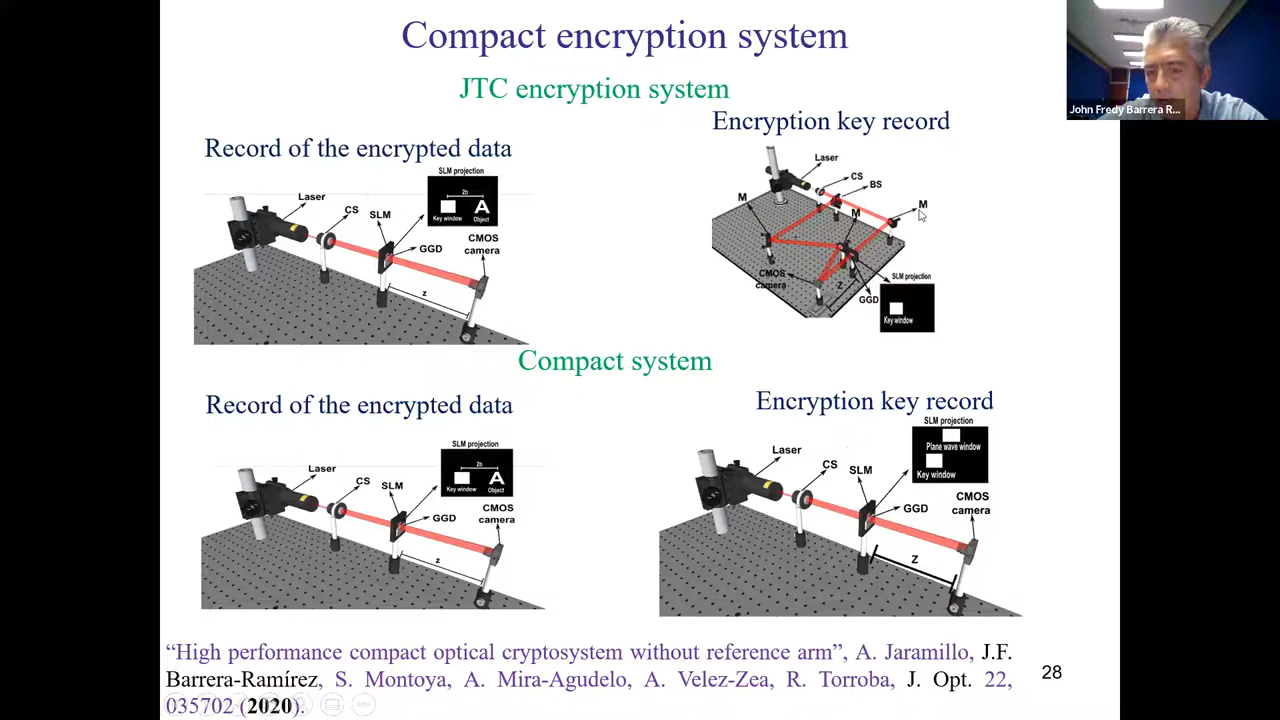 Compact encryption system
JTC encryption system
Record of the encrypted data
Encryption key record
SLM projection
2b
Key window
A
Object
Laser
CS
SLM
GGD
CMOS
camera
z
Laser
CS
BS
M
M
M
CMOS
camera
Z
GGD
SLM projection
Key window
Compact system
Record of the encrypted data
Encryption key record
SLM projection
2b
Key window
A
Object
Laser
CS
SLM
GGD
CMOS
camera
z
SLM projection
Plane wave window
Key window
Laser
CS
SLM
GGD
CMOS
camera
Z
“High performance compact optical cryptosystem without reference arm”, A. Jaramillo, J.F.
Barrera-Ramírez, S. Montoya, A. Mira-Agudelo, A. Velez-Zea, R. Torroba, J. Opt. 22,
035702 (2020).
28
John Fredy Barrera R...